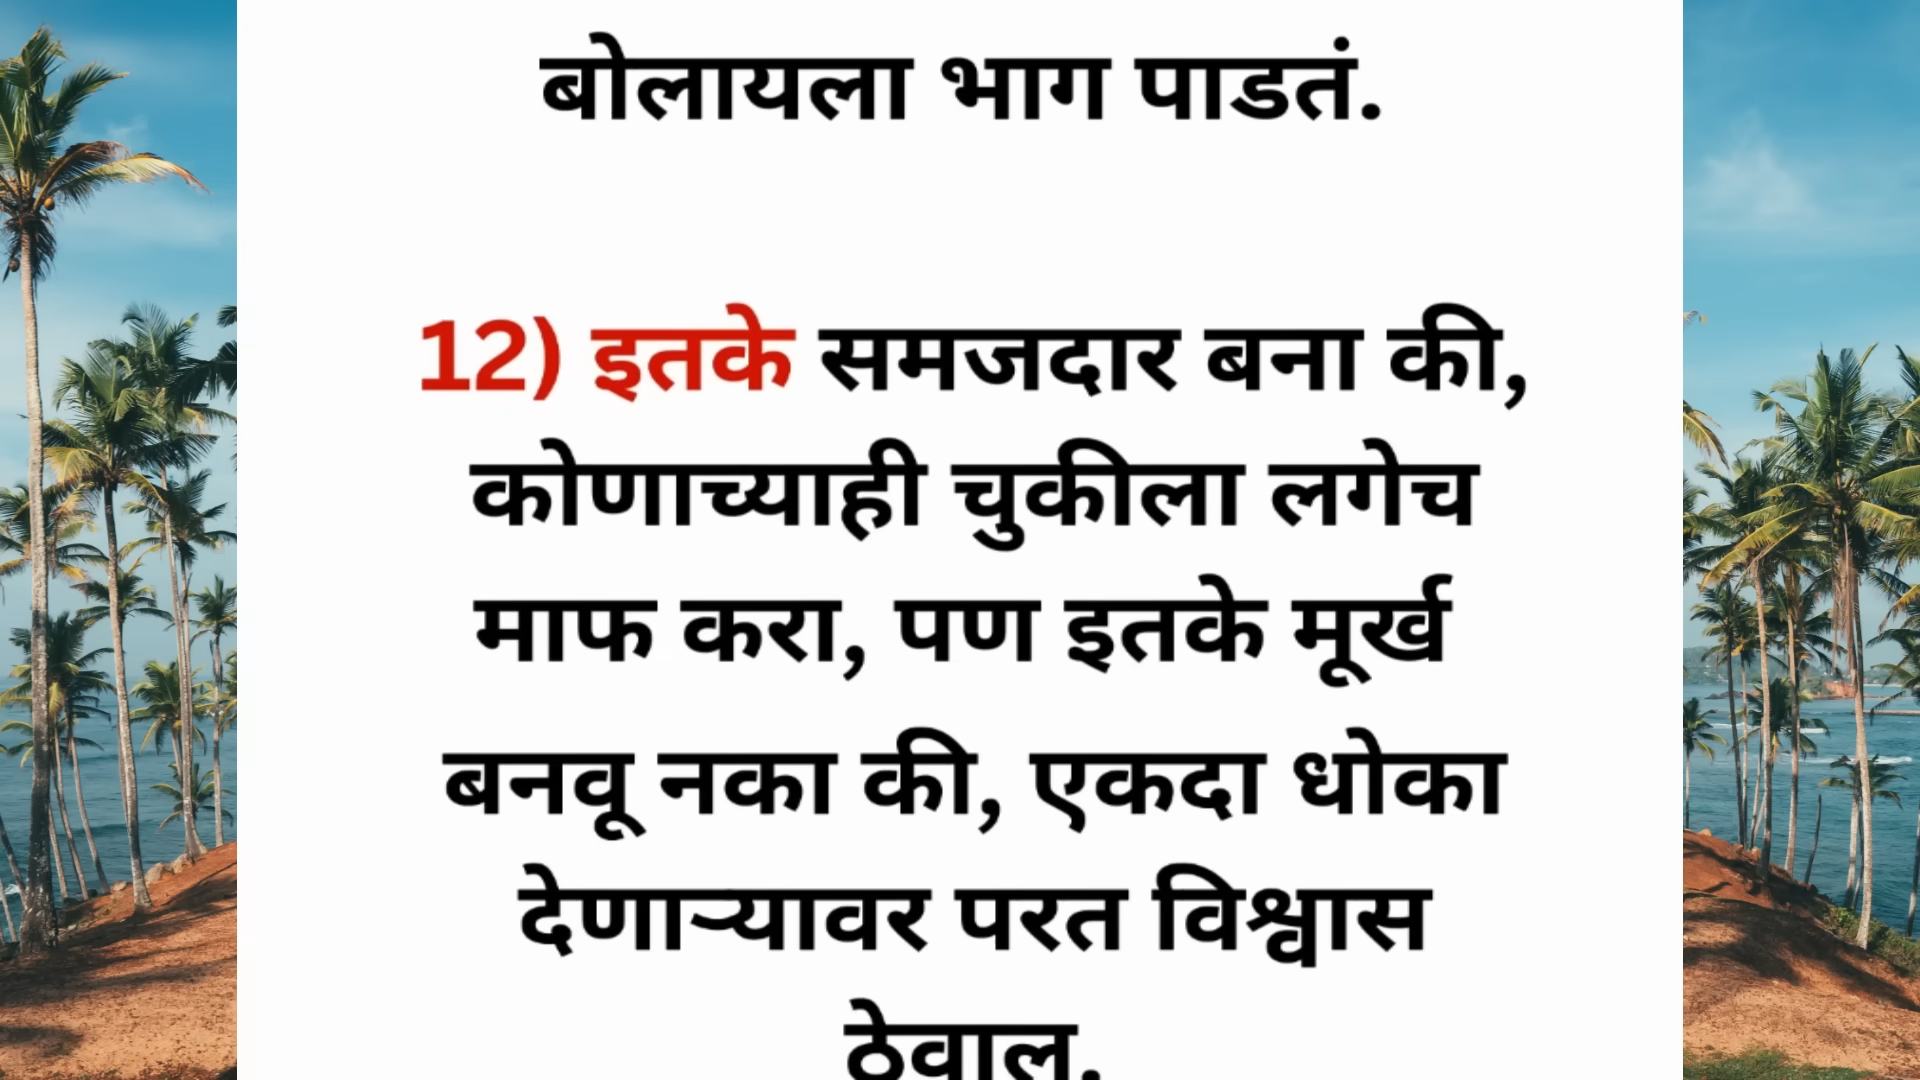 बोलायला भाग पाडतं.
12) इतके समजदार बना की,
कोणाच्याही चुकीला लगेच
माफ करा, पण इतके मूर्ख
बनवू नका की, एकदा धोका
देणाऱ्यावर परत विश्वास
ठेवाल.